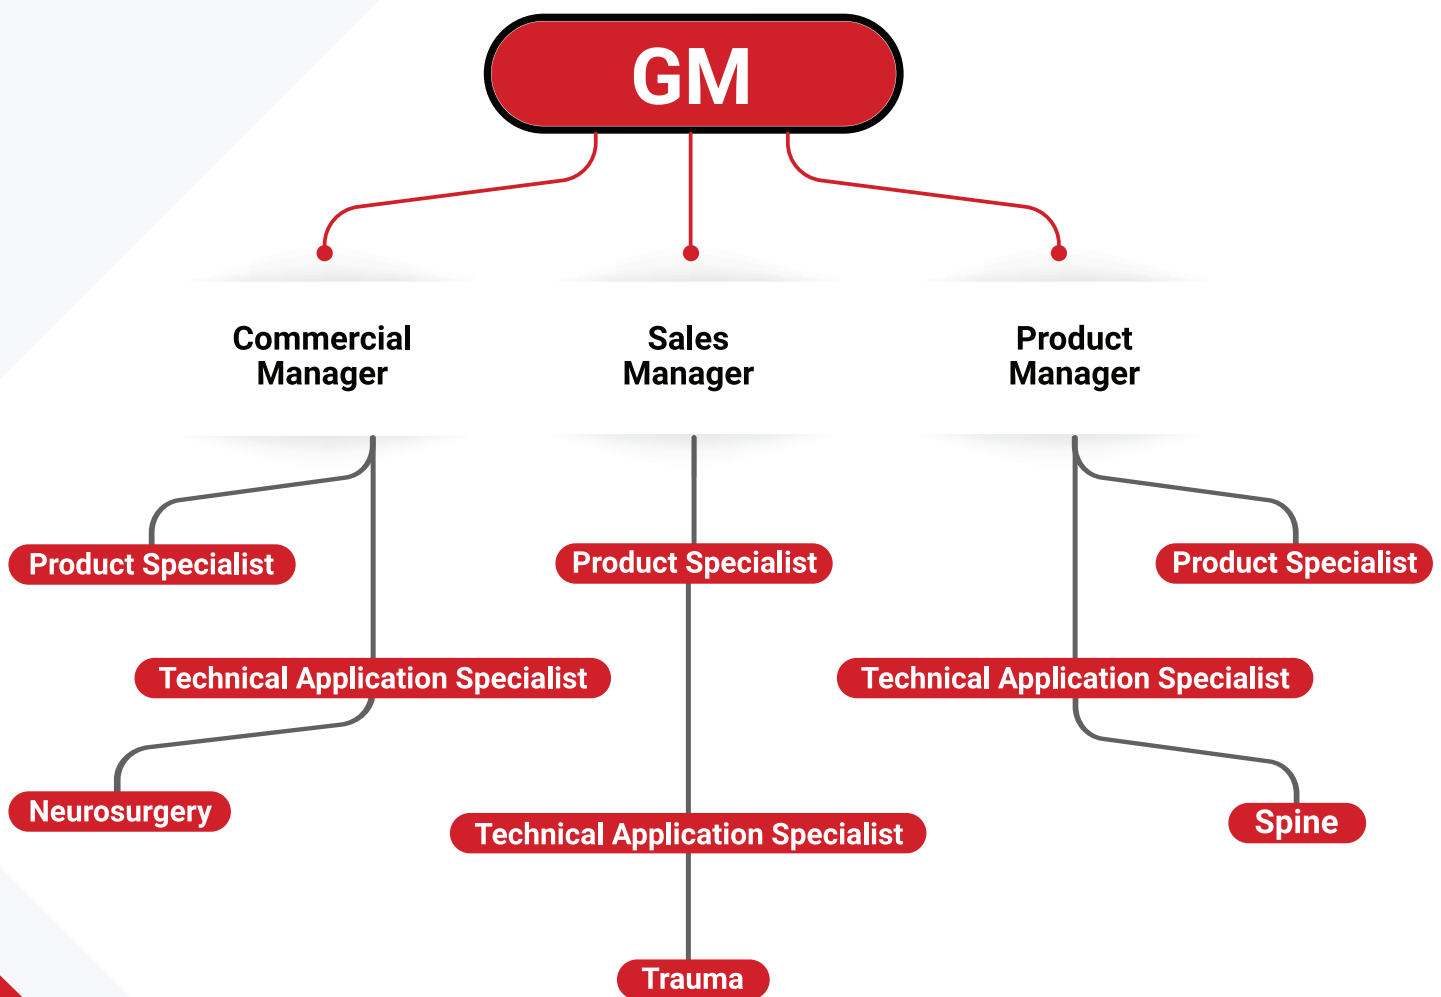 GM
Commercial
Manager
Sales
Manager
Product
Manager
Product Specialist
Product Specialist
Product Specialist
Technical Application Specialist
Technical Application Specialist
Neurosurgery
Technical Application Specialist
Spine
Trauma